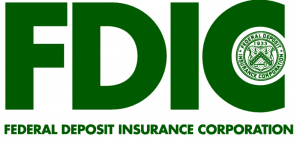 FDIC
FEDERAL DEPOSIT
1933
INSURANCE CORPORATION
FEDERAL DEPOSIT INSURANCE CORPORATION